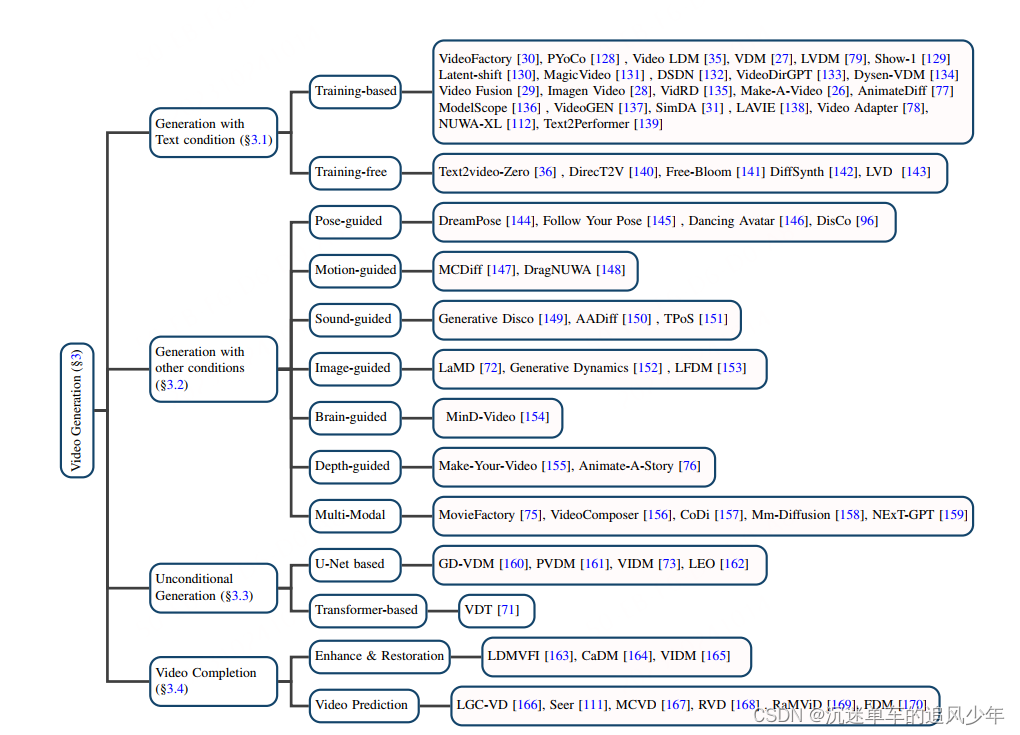 Video Generation (§3)
Generation with
Text condition (§3.1)
Training-based
VideoFactory [30], PYoCo [128] , Video LDM [35], VDM [27], LVDM [79], Show-1 [129]
Latent-shift [130], MagicVideo [131] , DSDN [132], VideoDirGPT [133], Dysen-VDM [134]
Video Fusion [29], Imagen Video [28], VidRD [135], Make-A-Video [26], AnimateDiff [77]
ModelScope [136] , VideoGEN [137], SimDA [31] , LAVIE [138], Video Adapter [78],
NUWA-XL [112], Text2Performer [139]
Training-free
Text2video-Zero [36] , DirecT2V [140], Free-Bloom [141] DiffSynth [142], LVD [143]
Generation with
other conditions
(§3.2)
Pose-guided
DreamPose [144], Follow Your Pose [145] , Dancing Avatar [146], DisCo [96]
Motion-guided
MCDiff [147], DragNUWA [148]
Sound-guided
Generative Disco [149], AADiff [150] , TPoS [151]
Image-guided
LaMD [72], Generative Dynamics [152] , LFDM [153]
Brain-guided
MinD-Video [154]
Depth-guided
Make-Your-Video [155], Animate-A-Story [76]
Multi-Modal
MovieFactory [75], VideoComposer [156], CoDi [157], Mm-Diffusion [158], NExT-GPT [159]
Unconditional
Generation (§3.3)
U-Net based
GD-VDM [160], PVDM [161], VIDM [73], LEO [162]
Transformer-based
VDT [71]
Video Completion
(§3.4)
Enhance & Restoration
LDMVFI [163], CaDM [164], VIDM [165]
Video Prediction
LGC-VD [166], Seer [111], MCVD [167], RVD [168] , RaMViD [169], FDM [170]
CSDN @沉迷单车的追风少年